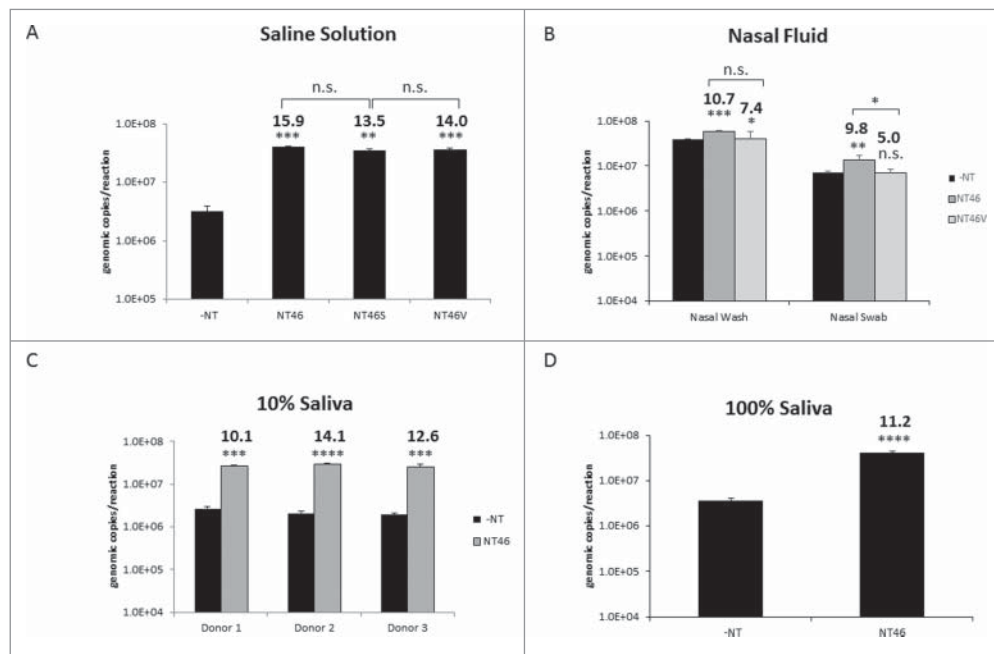 A
Saline Solution
n.s.
n.s.
15.9
13.5
14.0
***
**
***
1.0E+08
1.0E+07
1.0E+06
1.0E+05
genomic copies/reaction
-NT
NT46
NT46S
NT46V
B
Nasal Fluid
n.s.
10.7
7.4
***
*
*
9.8
5.0
**
n.s.
1.0E+08
1.0E+07
1.0E+06
1.0E+05
1.0E+04
genomic copies/reaction
Nasal Wash
Nasal Swab
-NT
NT46
NT46V
C
10% Saliva
10.1
14.1
12.6
***
****
***
1.0E+08
1.0E+07
1.0E+06
1.0E+05
1.0E+04
genomic copies/reaction
Donor 1
Donor 2
Donor 3
-NT
NT46
D
100% Saliva
11.2
****
1.0E+08
1.0E+07
1.0E+06
1.0E+05
1.0E+04
genomic copies/reaction
-NT
NT46